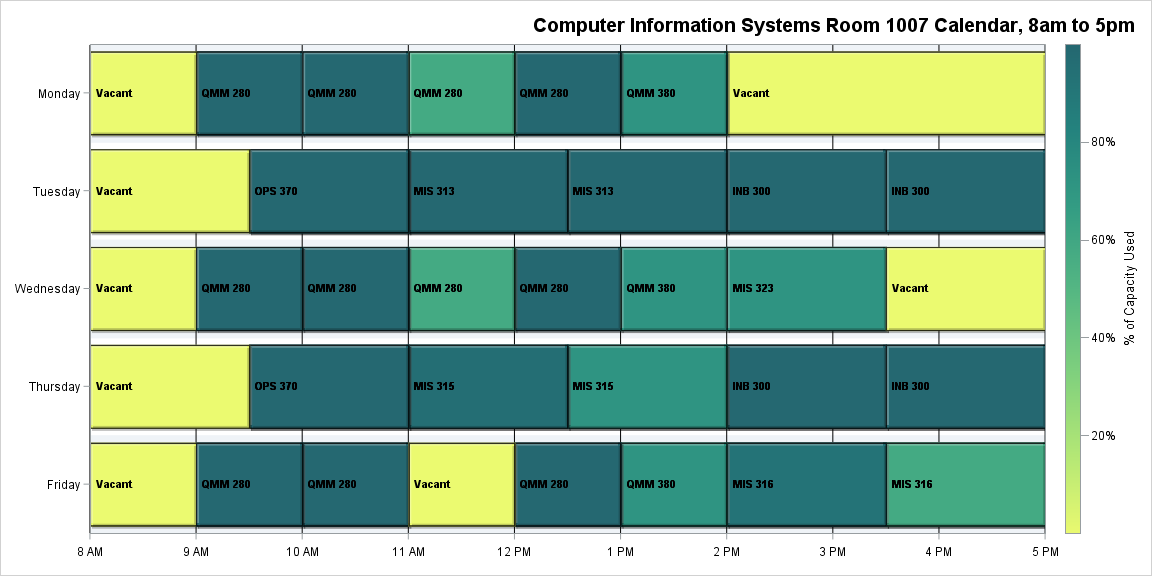 Computer Information Systems Room 1007 Calendar, 8am to 5pm
Monday Vacant QMM 280 QMM 280 QMM 280 QMM 280 QMM 380 Vacant
Tuesday Vacant OPS 370 MIS 313 MIS 313 INB 300 INB 300
Wednesday Vacant QMM 280 QMM 280 QMM 280 QMM 280 QMM 380 MIS 323 Vacant
Thursday Vacant OPS 370 MIS 315 MIS 315 INB 300 INB 300
Friday Vacant QMM 280 QMM 280 Vacant QMM 280 QMM 380 MIS 316 MIS 316
8 AM 9 AM 10 AM 11 AM 12 PM 1 PM 2 PM 3 PM 4 PM 5 PM
80%
60%
40%
20%
% of Capacity Used